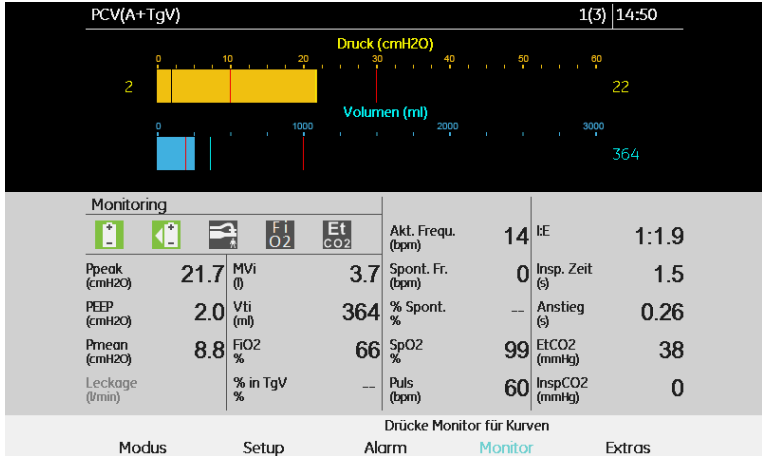 PCV(A+TgV) 1(3) 14:50
Druck (cmH2O)
0 10 20 30 40 50 60
2 22
Volumen (ml)
0 1000 2000 3000
364
Monitoring
Fi O2
Et CO2
Akt. Frequ. (bpm) 14
I:E 1:1.9
Ppeak (cmH2O) 21.7
MVi (l) 3.7
Spont. Fr. (bpm) 0
Insp. Zeit (s) 1.5
PEEP (cmH2O) 2.0
Vti (ml) 364
% Spont. % --
Anstieg (s) 0.26
Pmean (cmH2O) 8.8
FiO2 % 66
SpO2 % 99
EtCO2 (mmHg) 38
Leckage (l/min)
% in TgV % --
Puls (bpm) 60
InspCO2 (mmHg) 0
Drücke Monitor für Kurven
Modus Setup Alarm Monitor Extras